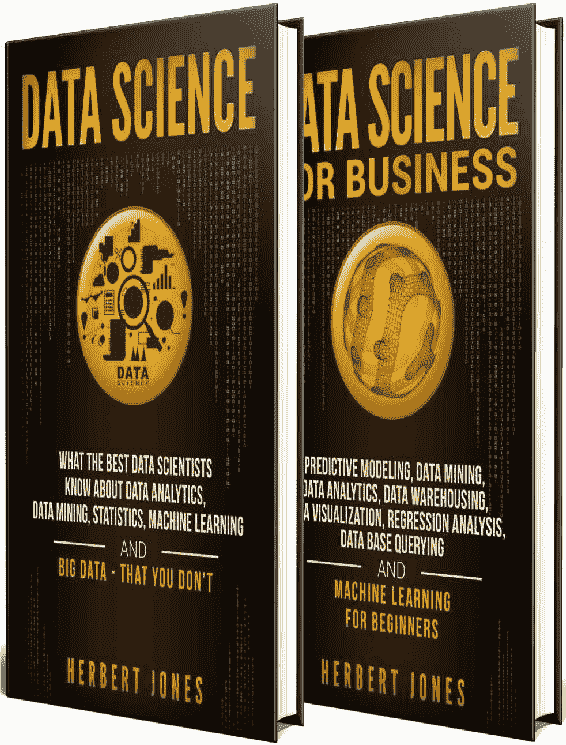 DATA SCIENCE
DATA
SCIENCE
WHAT THE BEST DATA SCIENTISTS
KNOW ABOUT DATA ANALYTICS,
DATA MINING, STATISTICS, MACHINE LEARNING
AND
BIG DATA - THAT YOU DON'T
HERBERT JONES
ATA SCIENCE
OR BUSINESS
PREDICTIVE MODELING, DATA MINING,
DATA ANALYTICS, DATA WAREHOUSING,
A VISUALIZATION, REGRESSION ANALYSIS,
DATA BASE QUERYING
AND
MACHINE LEARNING
FOR BEGINNERS
HERBERT JONES